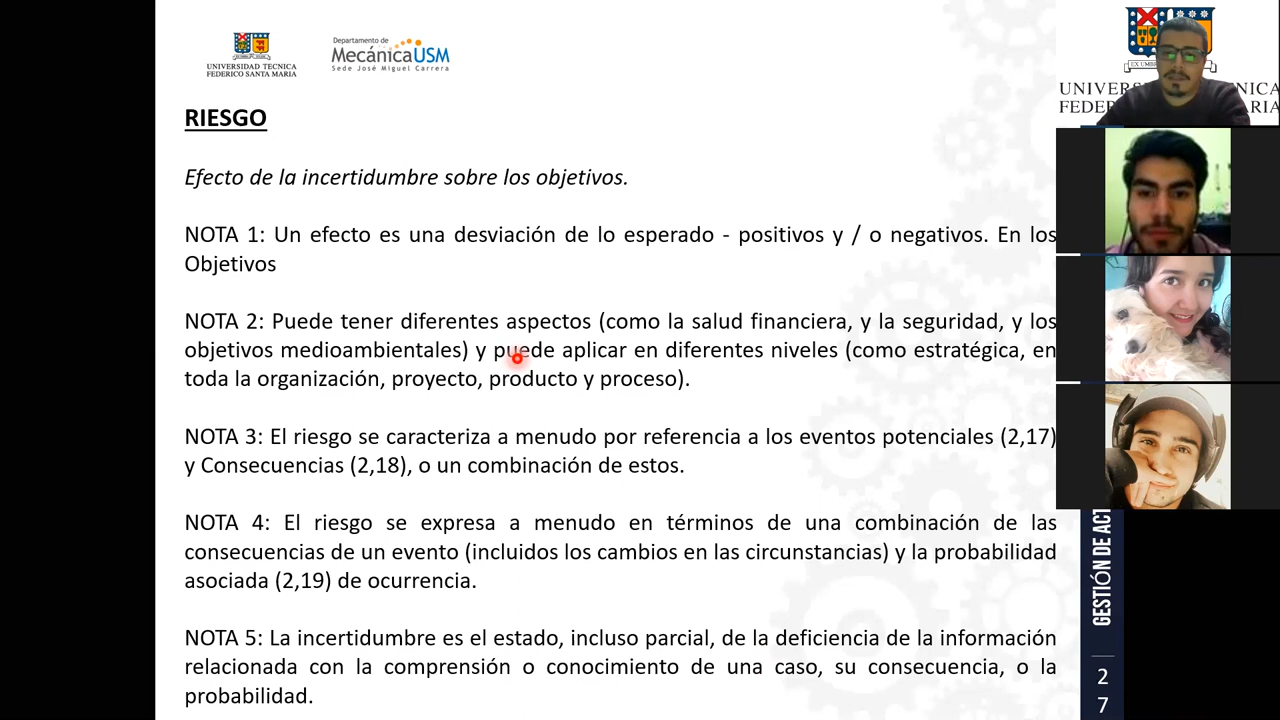 UNIVERSIDAD TECNICA
FEDERICO SANTA MARIA
Departamento de
MecánicaUSM
Sede José Miguel Carrera
RIESGO
Efecto de la incertidumbre sobre los objetivos.
NOTA 1: Un efecto es una desviación de lo esperado - positivos y / o negativos. En los
Objetivos
NOTA 2: Puede tener diferentes aspectos (como la salud financiera, y la seguridad, y los
objetivos medioambientales) y puede aplicar en diferentes niveles (como estratégica, en
toda la organización, proyecto, producto y proceso).
NOTA 3: El riesgo se caracteriza a menudo por referencia a los eventos potenciales (2,17)
y Consecuencias (2,18), o un combinación de estos.
NOTA 4: El riesgo se expresa a menudo en términos de una combinación de las
consecuencias de un evento (incluidos los cambios en las circunstancias) y la probabilidad
asociada (2,19) de ocurrencia.
NOTA 5: La incertidumbre es el estado, incluso parcial, de la deficiencia de la información
relacionada con la comprensión o conocimiento de una caso, su consecuencia, o la
probabilidad.
GESTIÓN DE ACT
2
7